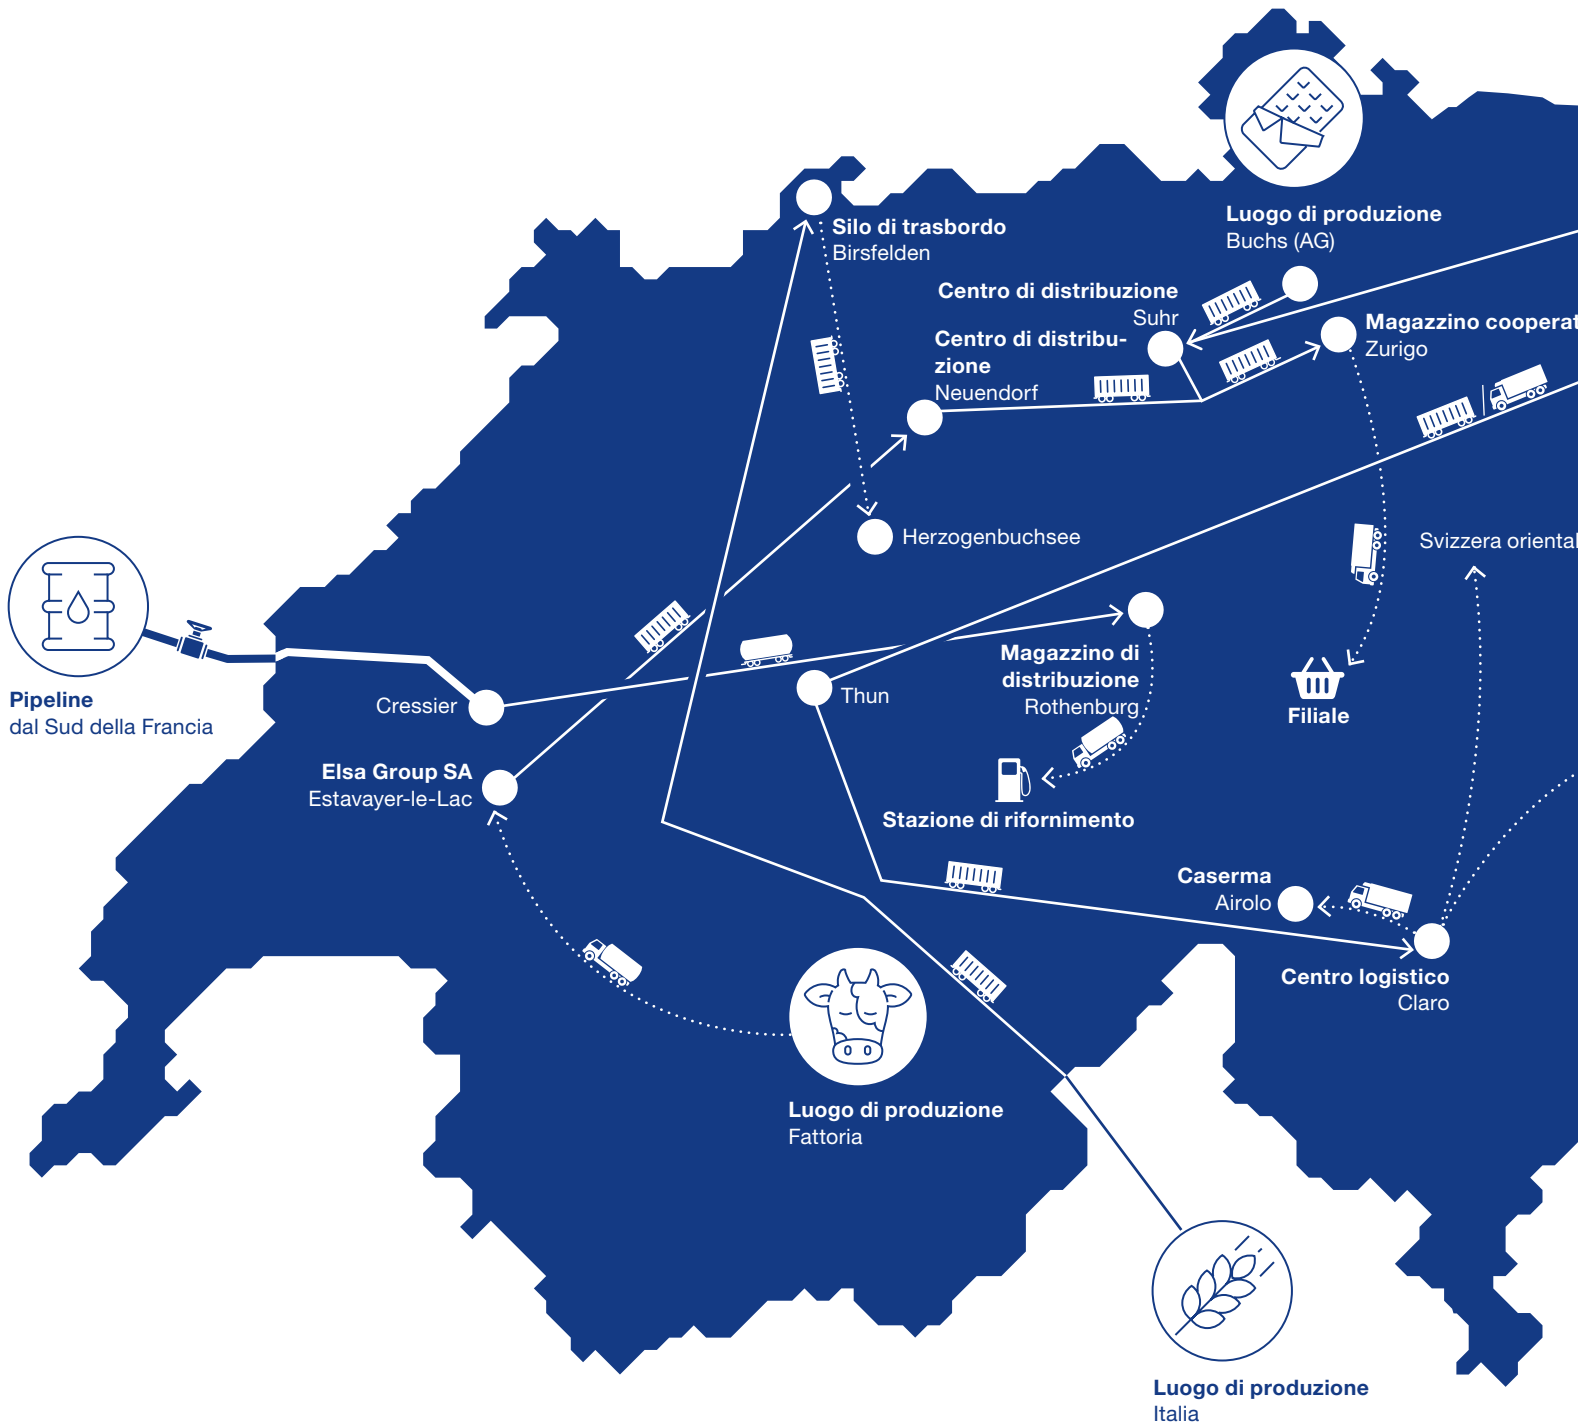 Luogo di produzione
Buchs (AG)
Silo di trasbordo
Birsfelden
Centro di distribuzione
Suhr
Centro di distribu-
zione
Neuendorf
Magazzino cooperat
Zurigo
Herzogenbuchsee
Svizzera oriental
Magazzino di
distribuzione
Rothenburg
Thun
Cressier
Pipeline
dal Sud della Francia
Filiale
Elsa Group SA
Estavayer-le-Lac
Stazione di rifornimento
Caserma
Airolo
Centro logistico
Claro
Luogo di produzione
Fattoria
Luogo di produzione
Italia